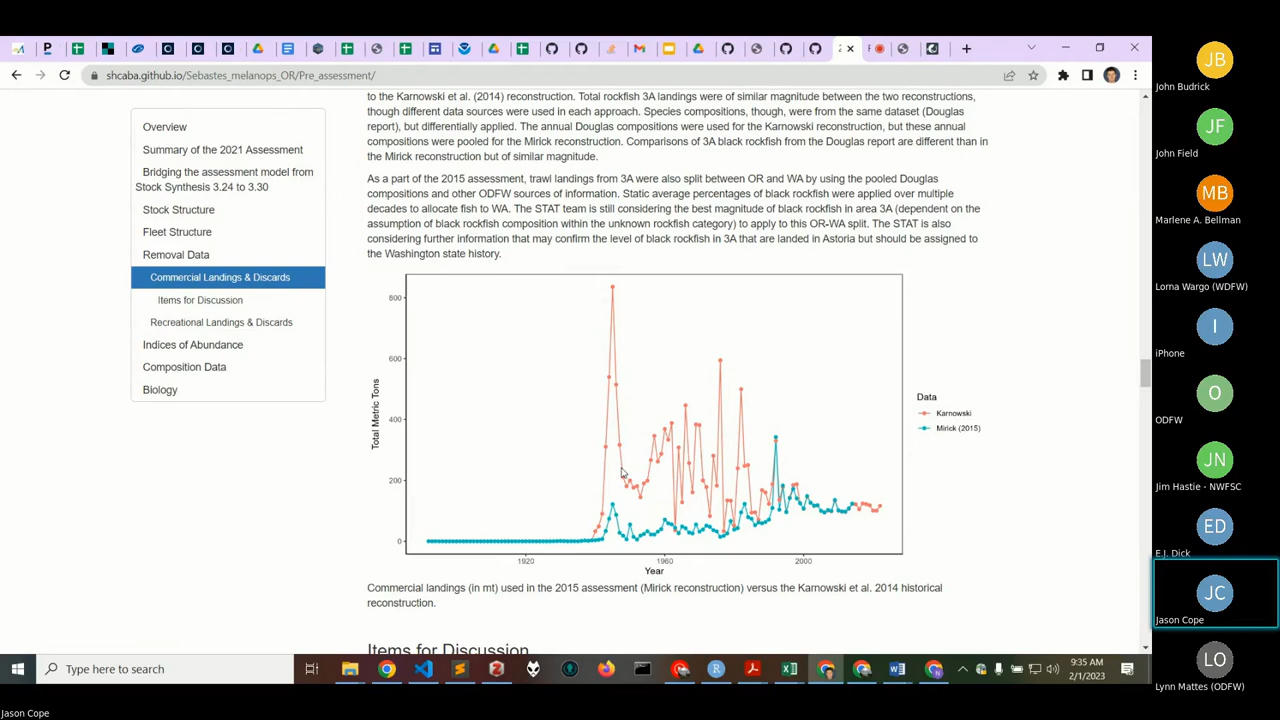 shcaba.github.io/Sebastes_melanops_OR/Pre_assessment/
Overview
Summary of the 2021 Assessment
Bridging the assessment model from
Stock Synthesis 3.24 to 3.30
Stock Structure
Fleet Structure
Removal Data
Commercial Landings & Discards
Items for Discussion
Recreational Landings & Discards
Indices of Abundance
Composition Data
Biology
to the Karnowski et al. (2014) reconstruction. Total rockfish 3A landings were of similar magnitude between the two reconstructions,
though different data sources were used in each approach. Species compositions, though, were from the same dataset (Douglas
report), but differentially applied. The annual Douglas compositions were used for the Karnowski reconstruction, but these annual
compositions were pooled for the Mirick reconstruction. Comparisons of 3A black rockfish from the Douglas report are different than in
the Mirick reconstruction but of similar magnitude.
As a part of the 2015 assessment, trawl landings from 3A were also split between OR and WA by using the pooled Douglas
compositions and other ODFW sources of information. Static average percentages of black rockfish were applied over multiple
decades to allocate fish to WA. The STAT team is still considering the best magnitude of black rockfish in area 3A (dependent on the
assumption of black rockfish composition within the unknown rockfish category) to apply to this OR-WA split. The STAT is also
considering further information that may confirm the level of black rockfish in 3A that are landed in Astoria but should be assigned to
the Washington state history.
Total Metric Tons
800
600
400
200
0
1920
1960
2000
Year
Data
Karnowski
Mirick (2015)
Commercial landings (in mt) used in the 2015 assessment (Mirick reconstruction) versus the Karnowski et al. 2014 historical
reconstruction.
Items for Discussion
Type here to search
9:35 AM
2/1/2023
JB
John Budrick
JF
John Field
MB
Marlene A. Bellman
LW
Lorna Wargo (WDFW)
I
iPhone
O
ODFW
JN
Jim Hastie - NWFSC
ED
E.J. Dick
JC
Jason Cope
LO
Lynn Mattes (ODFW)
Jason Cope